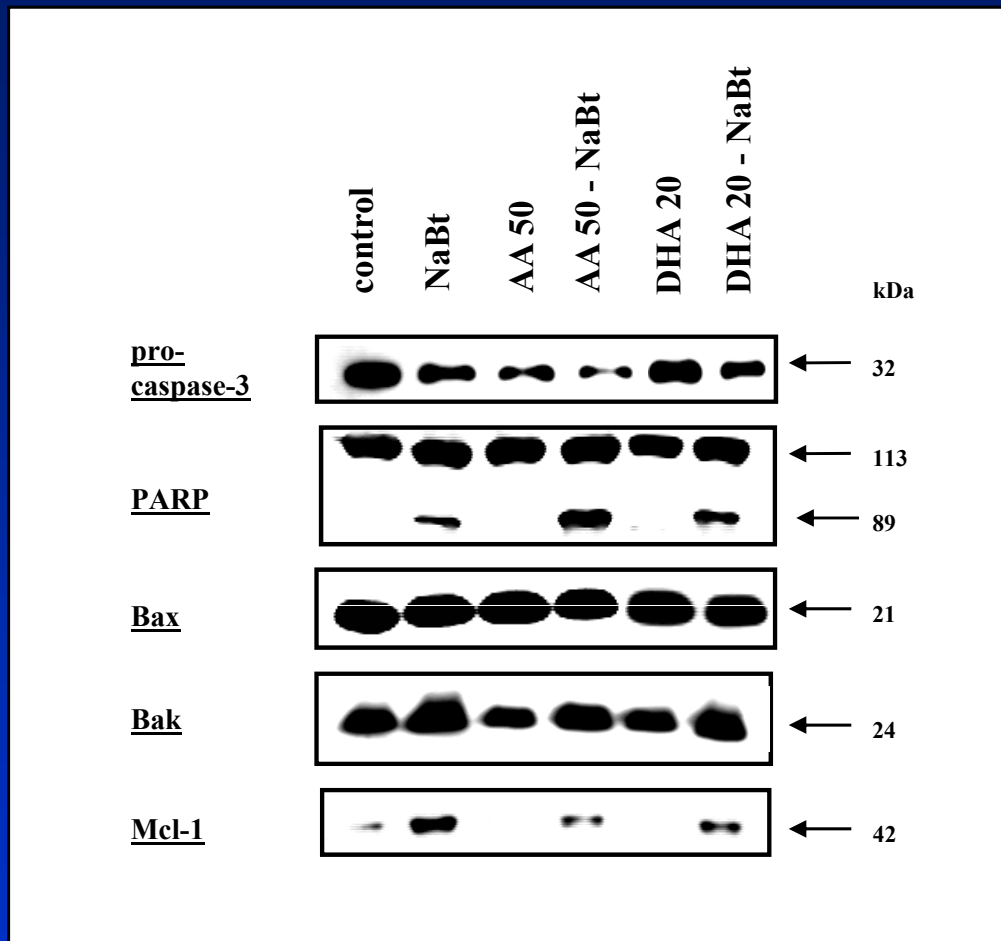 control
NaBt
AA 50
AA 50 - NaBt
DHA 20
DHA 20 - NaBt
kDa
pro-
caspase-3
32
PARP
113
89
Bax
21
Bak
24
Mcl-1
42